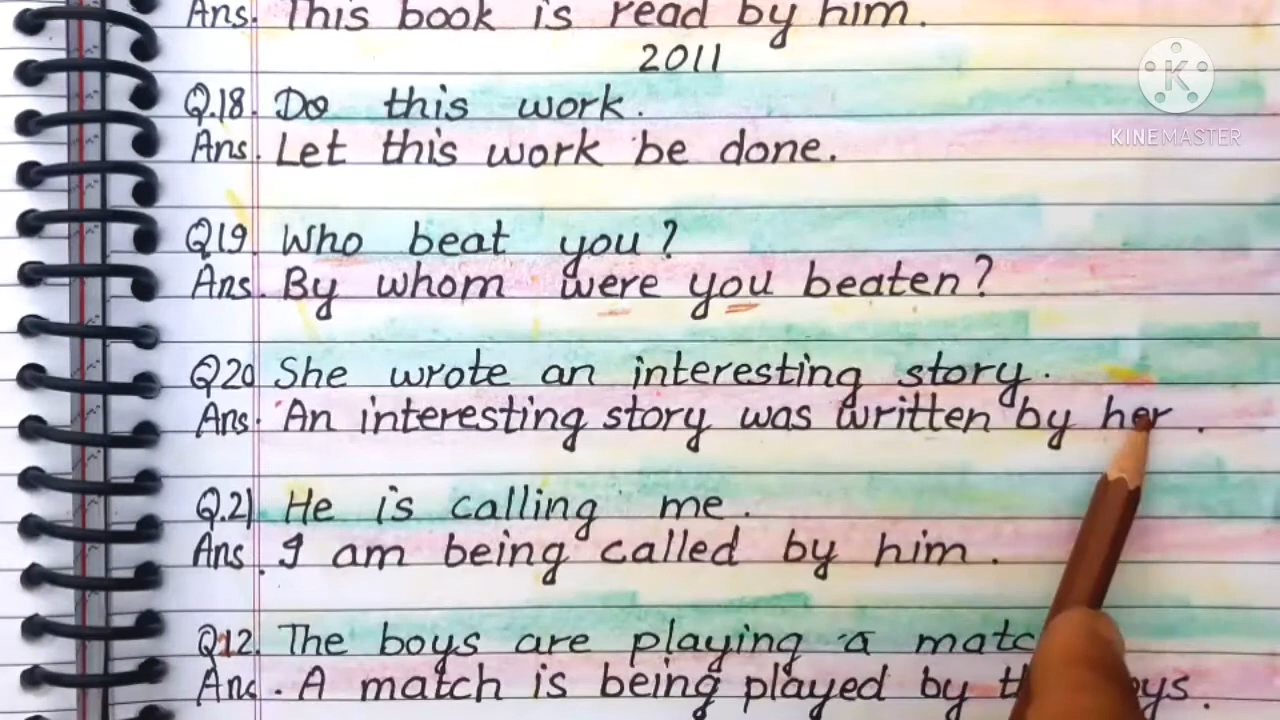 Ans. This book is read by him.
2011
KINEMASTER
Q.18. Do this work.
Ans. Let this work be done.
Q19. Who beat you?
Ans. By whom were you beaten?
Q20 She wrote an interesting story.
Ans. An interesting story was written by her.
Q.21 He is calling me.
Ans. I am being called by him.
Q12. The boys are playing a
Ans. A match is being played by